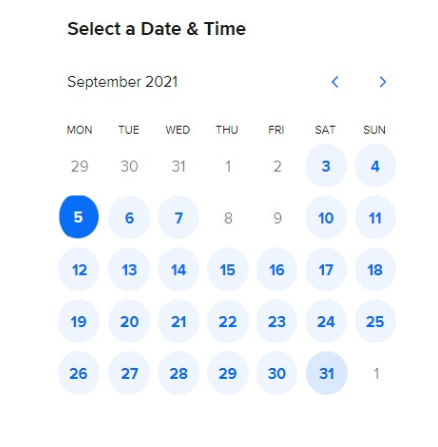 Select a Date & Time
September 2021
MON TUE WED THU FRI SAT SUN
29 30 31 1 2 3 4
5 6 7 8 9 10 11
12 13 14 15 16 17 18
19 20 21 22 23 24 25
26 27 28 29 30 31 1